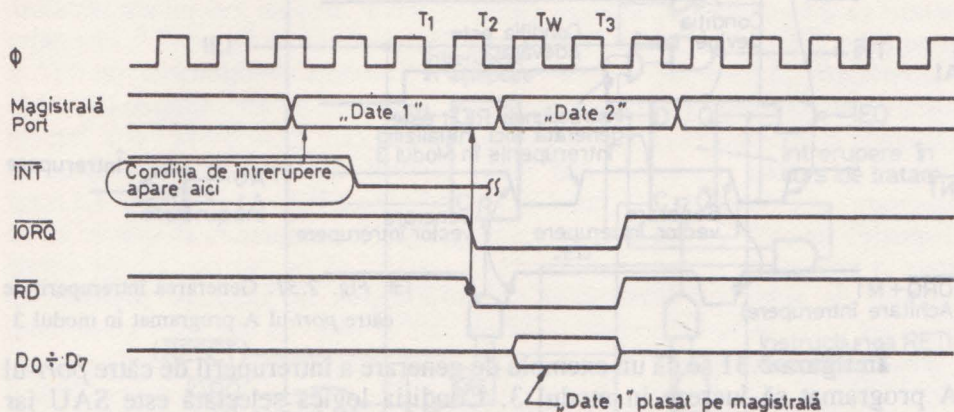 T1 T2 TW T3
Φ
Magistrală
Port
„Date 1”
„Date 2”
INT
Condiția de întrerupere
apare aici
IORQ
RD
D0 ÷ D7
„Date 1” plasat pe magistrală